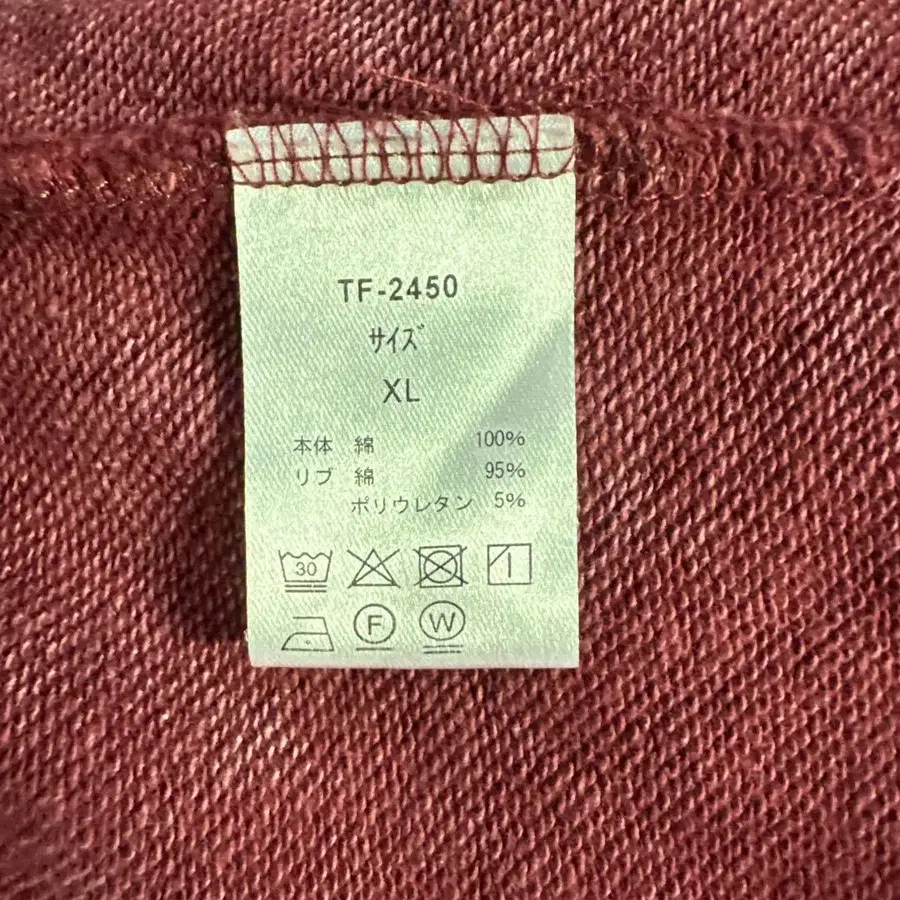 TF-2450
サイズ
XL
本体 綿 100%
リブ 綿 95%
ポリウレタン 5%
30
F W